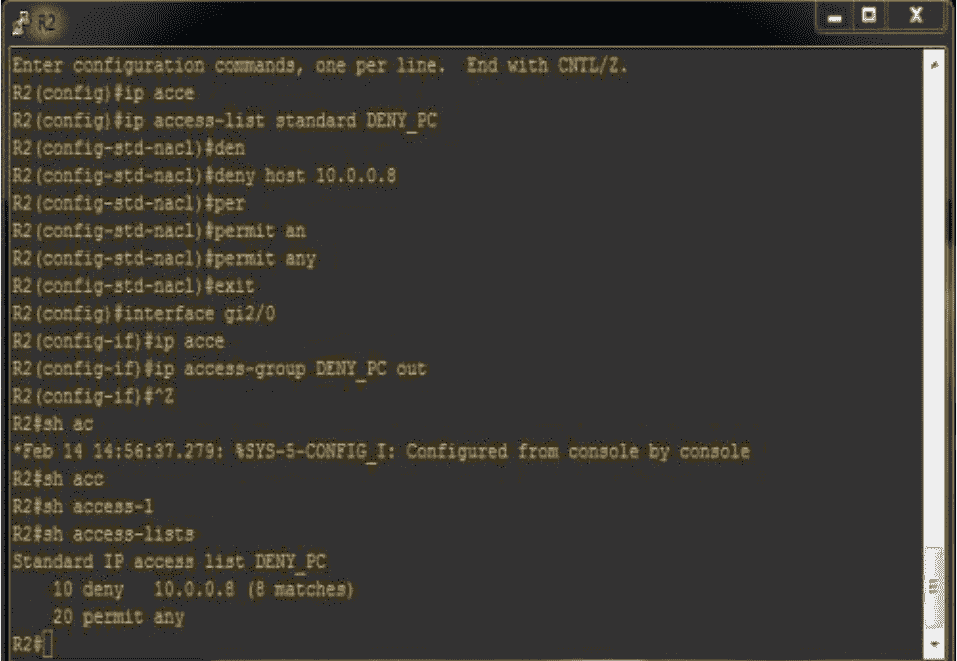 R2
Enter configuration commands, one per line.  End with CNTL/Z.
R2(config)#ip acce
R2(config)#ip access-list standard DENY_PC
R2(config-std-nacl)#den
R2(config-std-nacl)#deny host 10.0.0.8
R2(config-std-nacl)#per
R2(config-std-nacl)#permit an
R2(config-std-nacl)#permit any
R2(config-std-nacl)#exit
R2(config)#interface gi2/0
R2(config-if)#ip acce
R2(config-if)#ip access-group DENY_PC out
R2(config-if)#^Z
R2#sh ac
*Feb 14 14:56:37.279: %SYS-5-CONFIG_I: Configured from console by console
R2#sh acc
R2#sh access-l
R2#sh access-lists
Standard IP access list DENY_PC
    10 deny   10.0.0.8 (8 matches)
    20 permit any
R2#